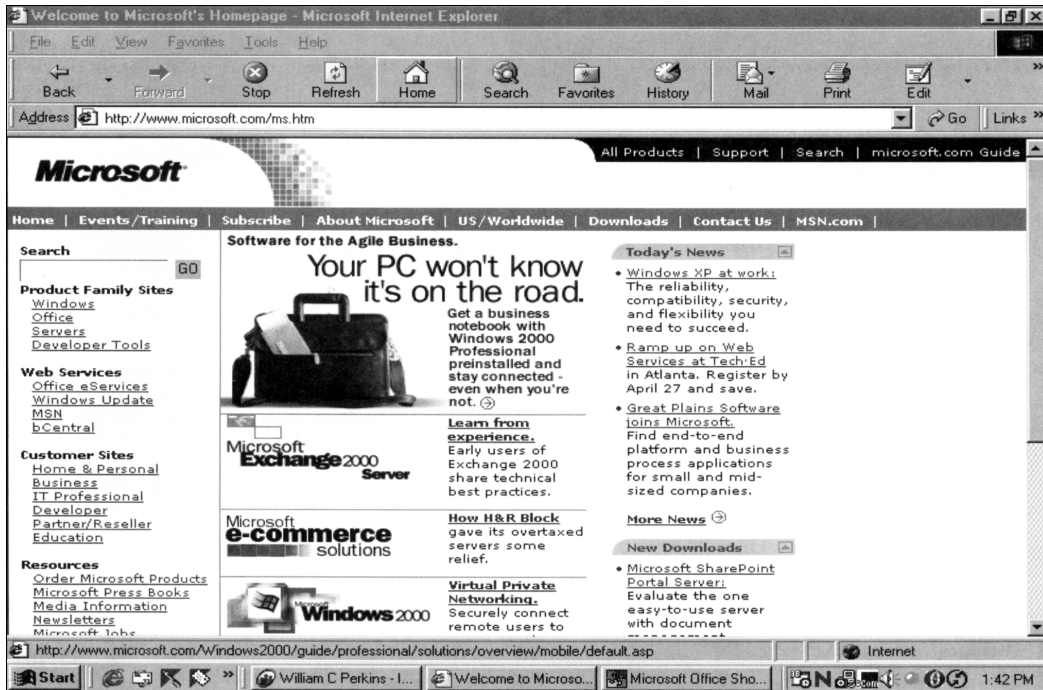 Welcome to Microsoft's Homepage - Microsoft Internet Explorer
File Edit View Favorites Tools Help
Back Forward Stop Refresh Home Search Favorites History Mail Print Edit »
Address http://www.microsoft.com/ms.htm Go Links »
All Products | Support | Search | microsoft.com Guide
Microsoft
Home | Events/Training | Subscribe | About Microsoft | US/Worldwide | Downloads | Contact Us | MSN.com |
Search
GO
Product Family Sites
Windows
Office
Servers
Developer Tools
Web Services
Office eServices
Windows Update
MSN
bCentral
Customer Sites
Home & Personal
Business
IT Professional
Developer
Partner/Reseller
Education
Resources
Order Microsoft Products
Microsoft Press Books
Media Information
Newsletters
Microsoft Jobs
Software for the Agile Business.
Your PC won't know
it's on the road.
Get a business
notebook with
Windows 2000
Professional
preinstalled and
stay connected -
even when you're
not.
Microsoft
Exchange 2000
Server
Learn from
experience.
Early users of
Exchange 2000
share technical
best practices.
Microsoft
e-commerce
solutions
How H&R Block
gave its overtaxed
servers some
relief.
Microsoft
Windows 2000
Virtual Private
Networking.
Securely connect
remote users to
Today's News
• Windows XP at work:
The reliability,
compatibility, security,
and flexibility you
need to succeed.
• Ramp up on Web
Services at Tech·Ed
in Atlanta. Register by
April 27 and save.
• Great Plains Software
joins Microsoft.
Find end-to-end
platform and business
process applications
for small and mid-
sized companies.
More News
New Downloads
• Microsoft SharePoint
Portal Server:
Evaluate the one
easy-to-use server
with document
http://www.microsoft.com/Windows2000/guide/professional/solutions/overview/mobile/default.asp Internet
Start » William C Perkins - I... Welcome to Microso... Microsoft Office Sho... 1:42 PM